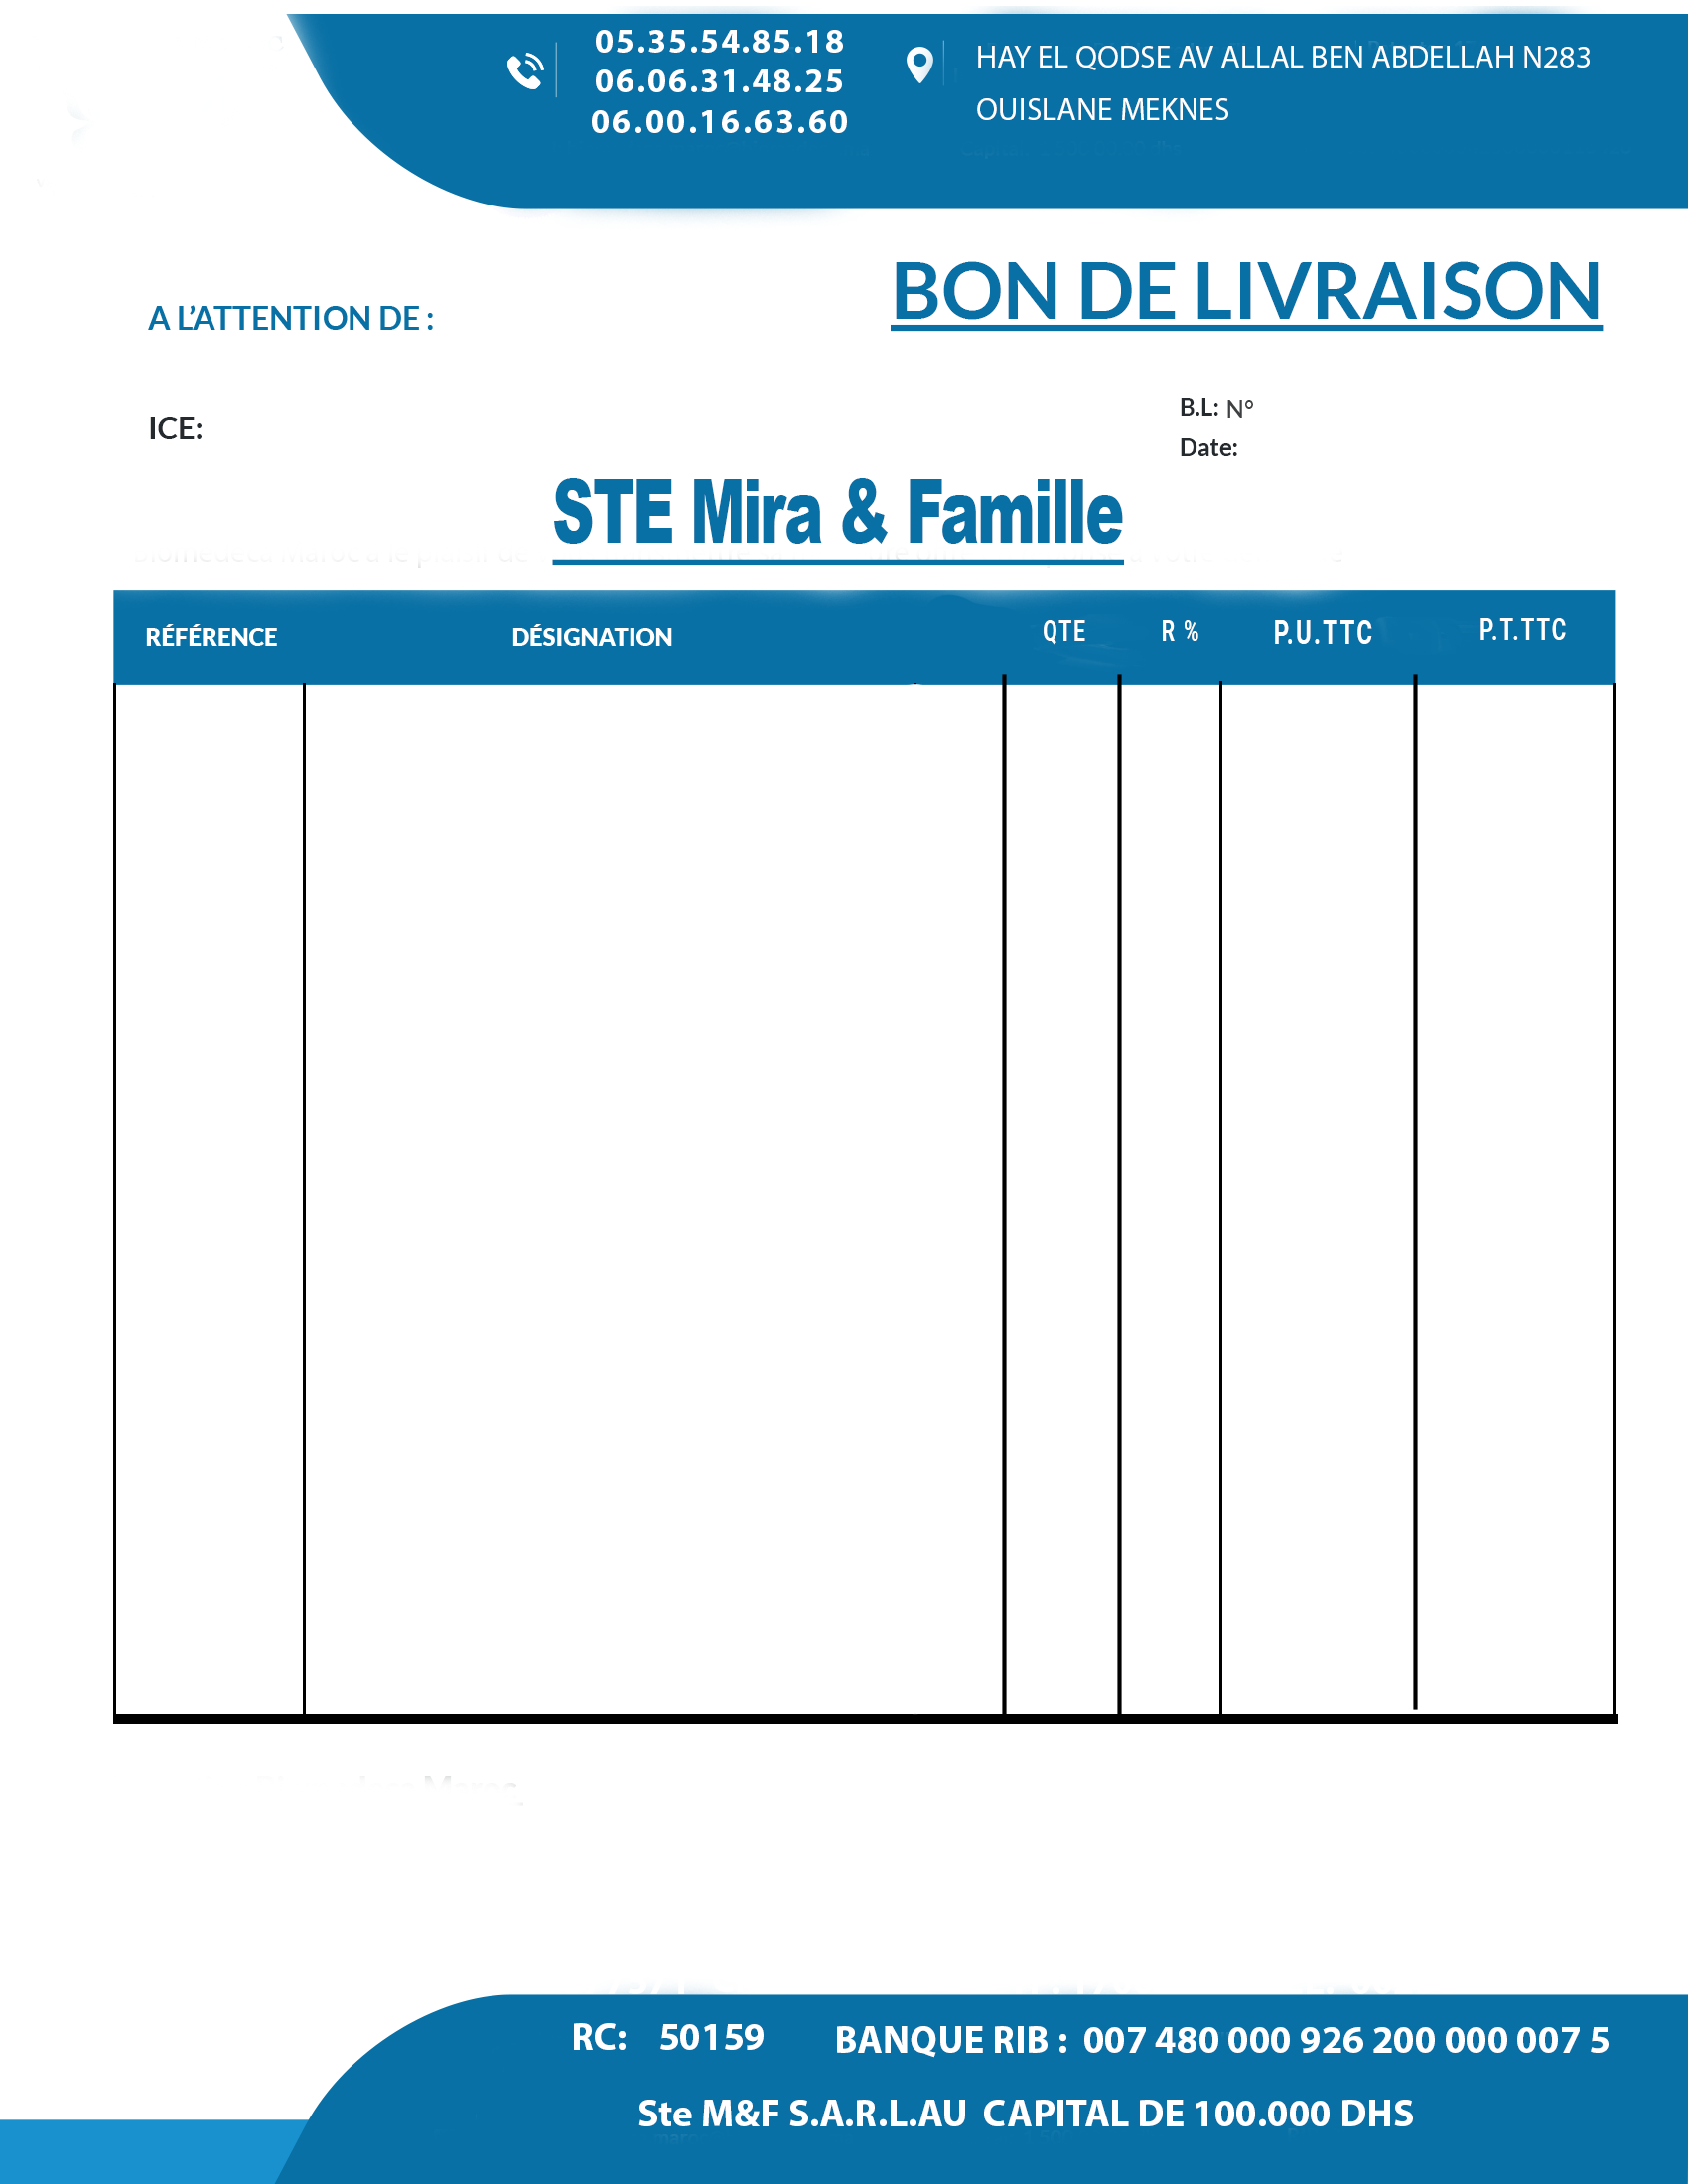 05.35.54.85.18
06.06.31.48.25
06.00.16.63.60
HAY EL QODSE AV ALLAL BEN ABDELLAH N283
OUISLANE MEKNES
BON DE LIVRAISON
A L’ATTENTION DE :
B.L: N°
ICE:
Date:
STE Mira & Famille
RÉFÉRENCE DÉSIGNATION QTE R % P.U.TTC P.T.TTC
RC: 50159 BANQUE RIB : 007 480 000 926 200 000 007 5
Ste M&F S.A.R.L.AU CAPITAL DE 100.000 DHS